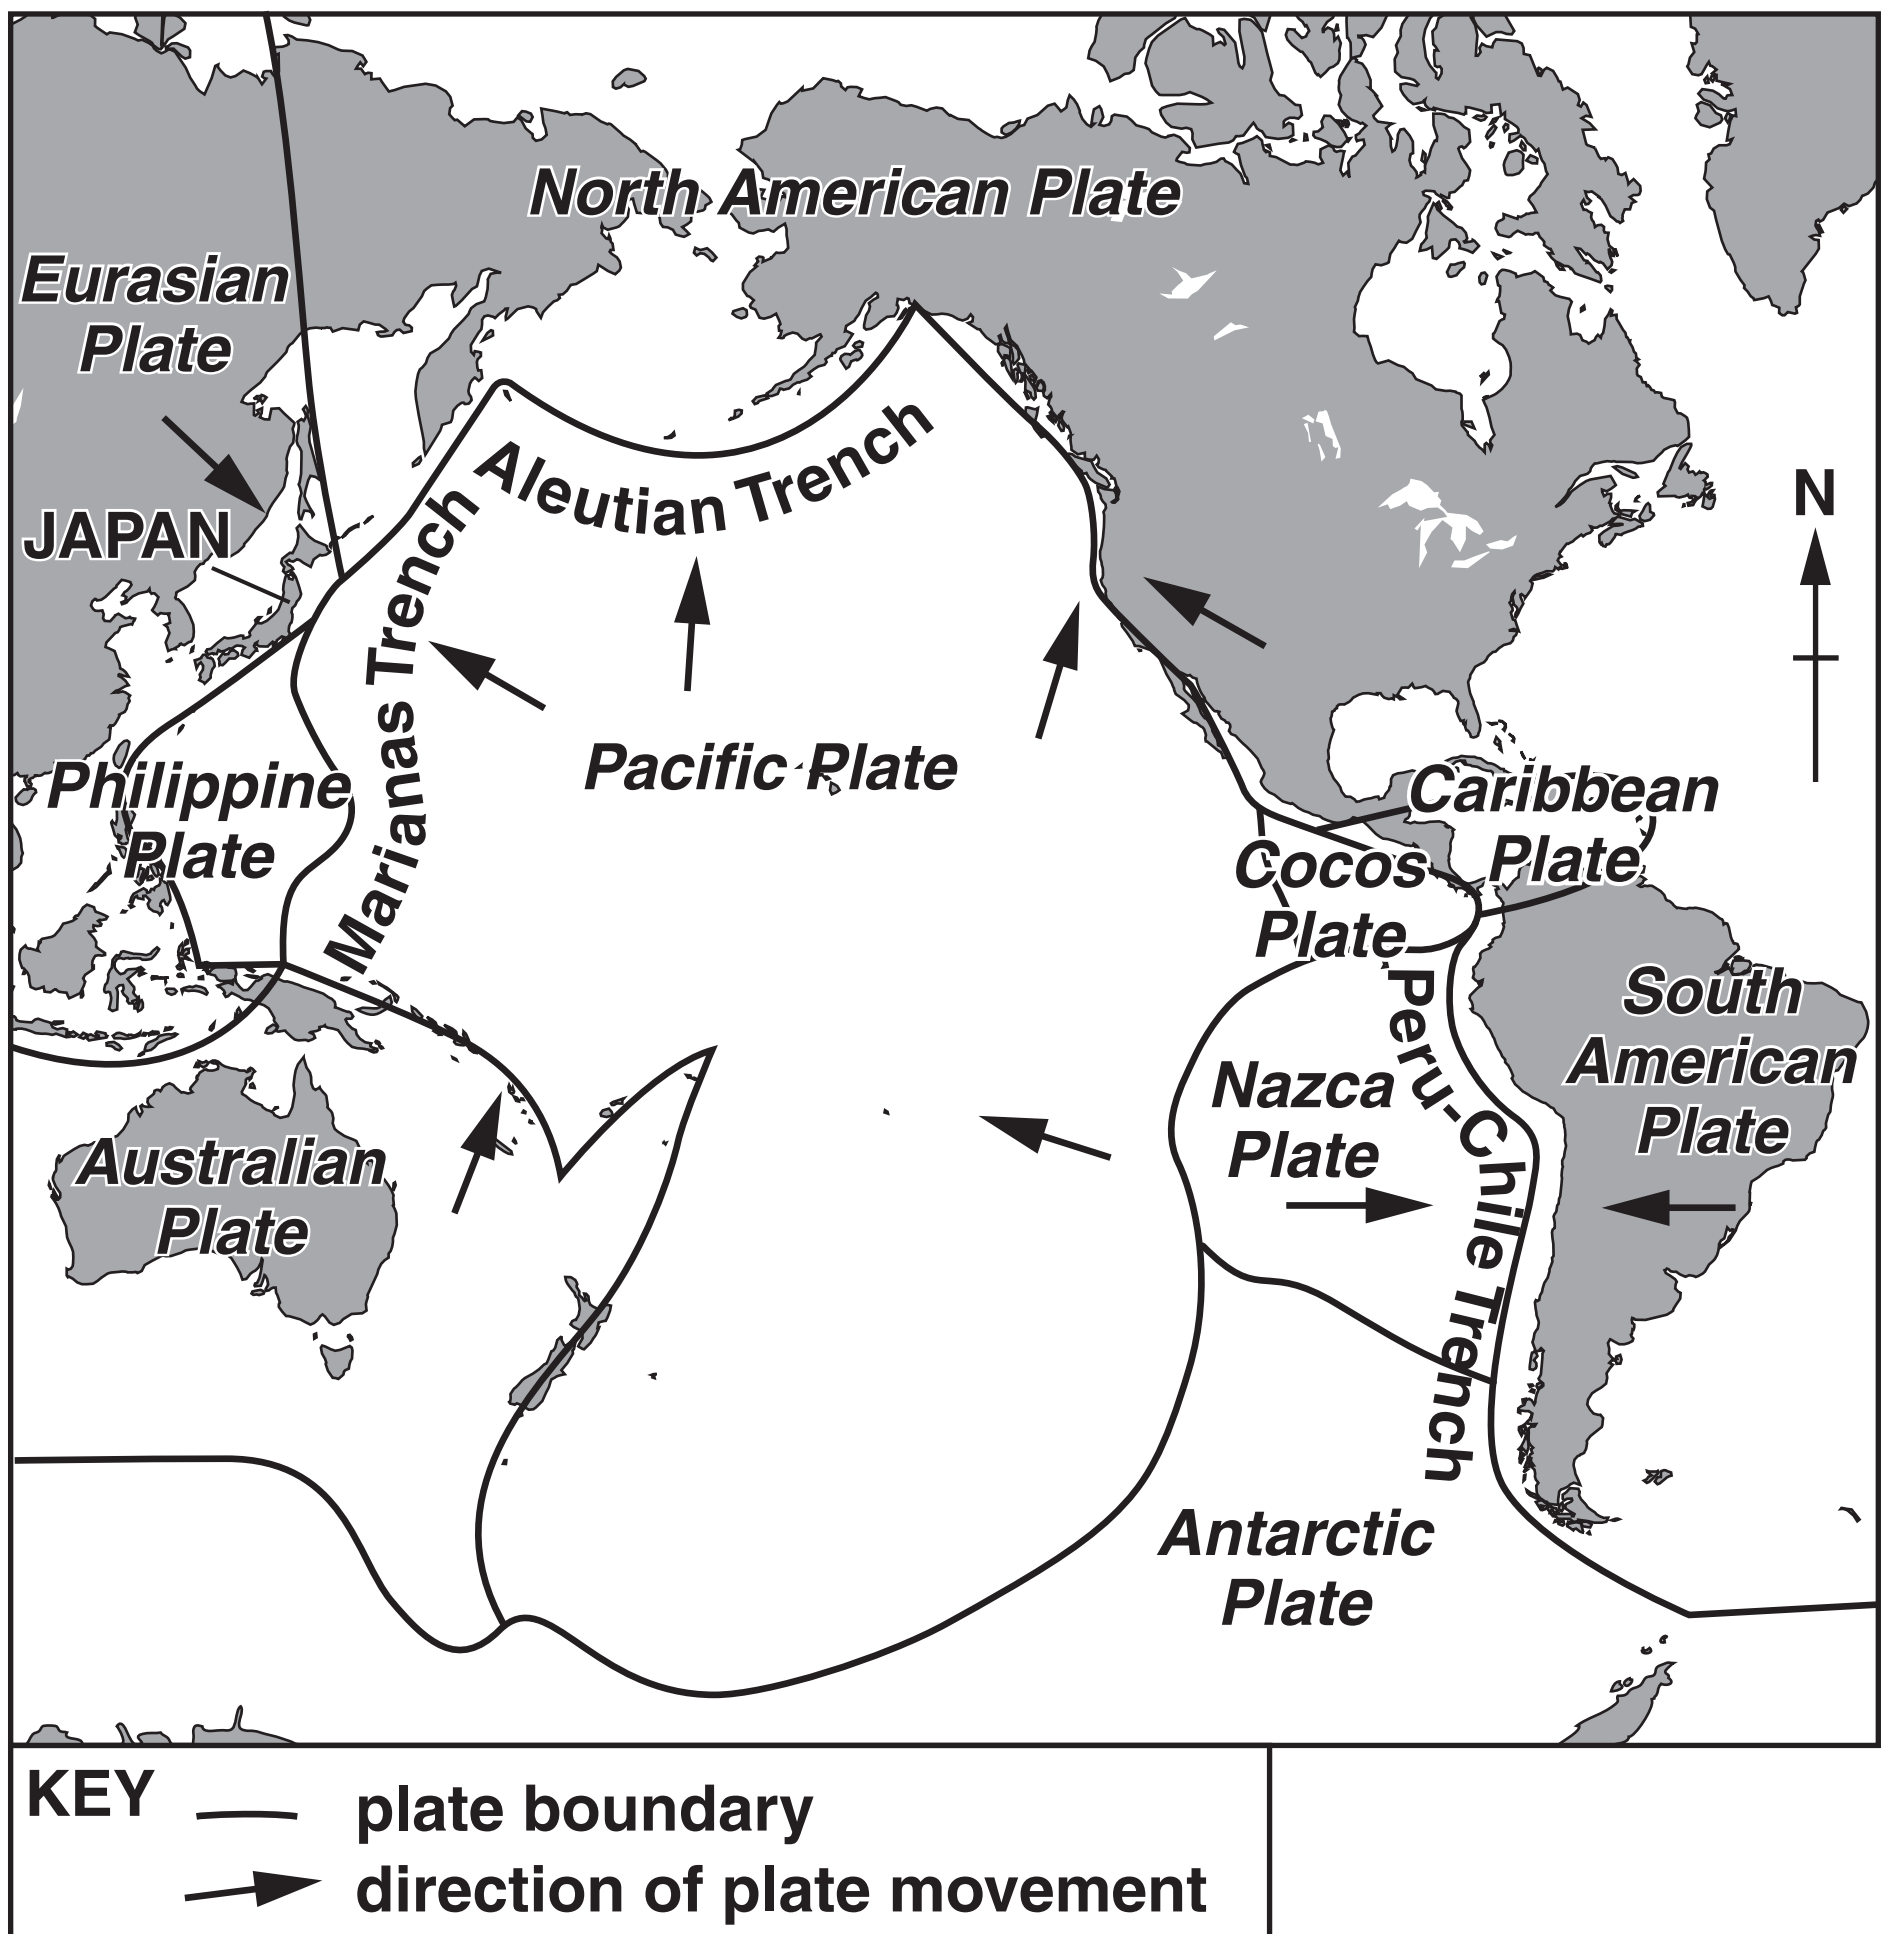 North American Plate
Eurasian
Plate
Aleutian Trench
JAPAN
N
Marianas Trench
Pacific Plate
Philippine
Plate
Caribbean
Plate
Cocos
Plate
Peru-Chile Trench
South
American
Plate
Nazca
Plate
Australian
Plate
Antarctic
Plate
KEY
plate boundary
direction of plate movement